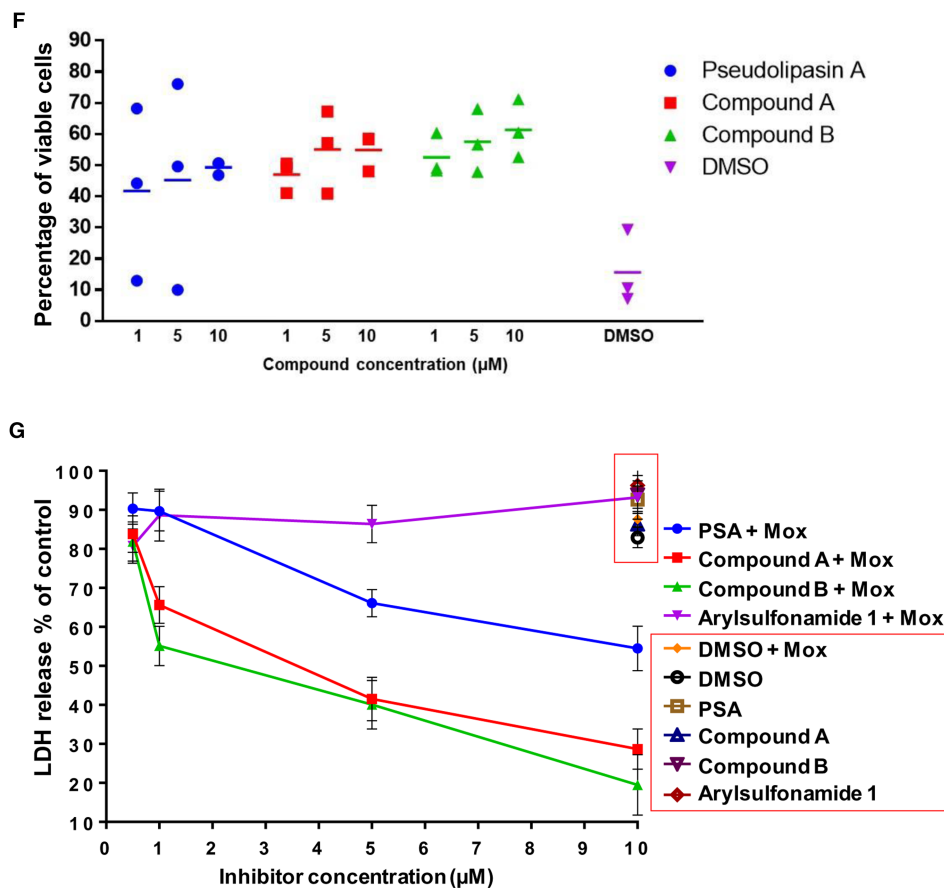 F
Percentage of viable cells
90
80
70
60
50
40
30
20
10
0
1 5 10 1 5 10 1 5 10 DMSO
Compound concentration (µM)
Pseudolipasin A
Compound A
Compound B
DMSO
G
LDH release % of control
100
90
80
70
60
50
40
30
20
10
0 1 2 3 4 5 6 7 8 9 10
Inhibitor concentration (µM)
PSA + Mox
Compound A + Mox
Compound B + Mox
Arylsulfonamide 1 + Mox
DMSO + Mox
DMSO
PSA
Compound A
Compound B
Arylsulfonamide 1